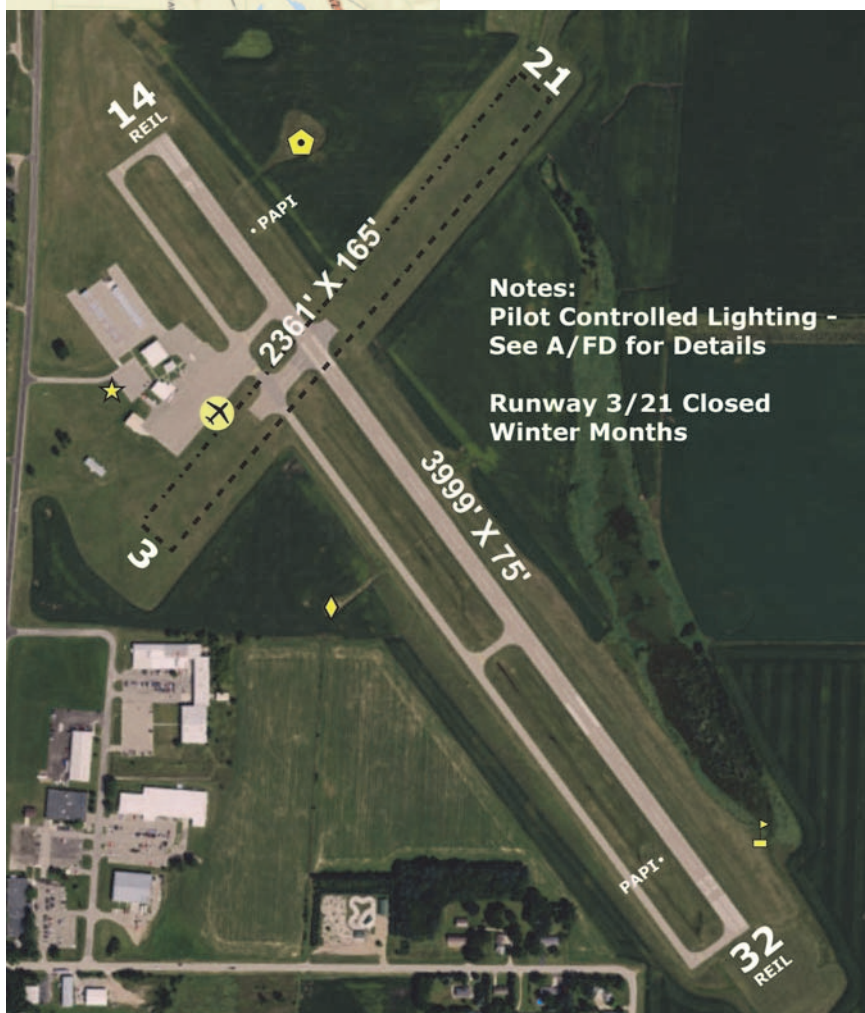 14
REIL
21
PAPI
2361' X 165'
Notes:
Pilot Controlled Lighting -
See A/FD for Details
Runway 3/21 Closed
Winter Months
3999' X 75'
3
PAPI
32
REIL